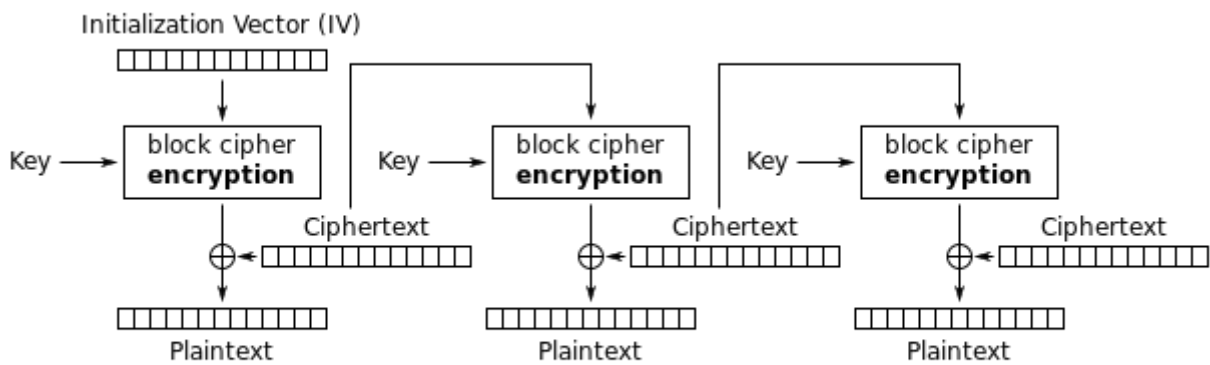 Initialization Vector (IV)
Key
block cipher
encryption
Key
block cipher
encryption
Key
block cipher
encryption
Ciphertext
Ciphertext
Ciphertext
Plaintext
Plaintext
Plaintext